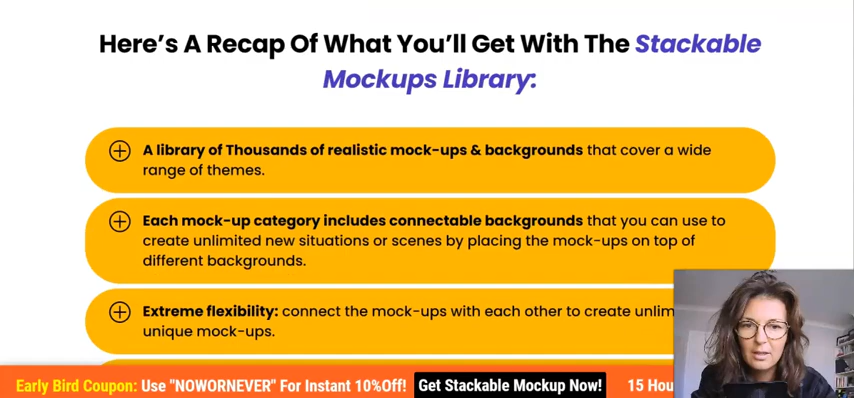 Here's A Recap Of What You'll Get With The Stackable
Mockups Library:
A library of Thousands of realistic mock-ups & backgrounds that cover a wide
range of themes.
Each mock-up category includes connectable backgrounds that you can use to
create unlimited new situations or scenes by placing the mock-ups on top of
different backgrounds.
Extreme flexibility: connect the mock-ups with each other to create unlim
unique mock-ups.
Early Bird Coupon: Use "NOWORNEVER" For Instant 10%Off! Get Stackable Mockup Now! 15 Hou